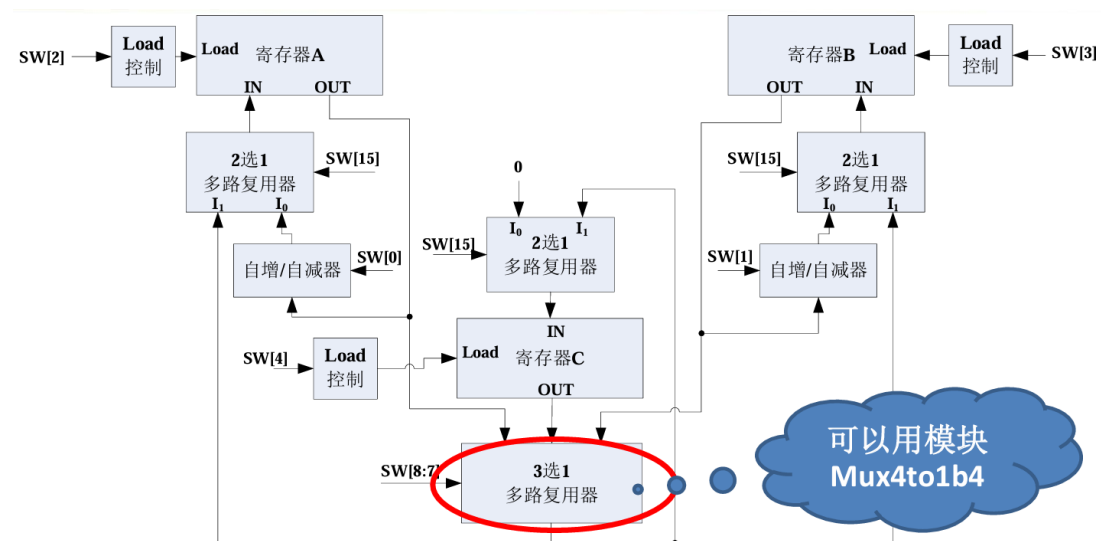 SW[2]
Load
控制
Load
寄存器A
IN
OUT
寄存器B
Load
OUT
IN
Load
控制
SW[3]
2选1
多路复用器
I₁
I₀
SW[15]
0
SW[15]
I₀
I₁
2选1
多路复用器
SW[15]
2选1
多路复用器
I₀
I₁
自增/自减器
SW[0]
SW[1]
自增/自减器
SW[4]
Load
控制
IN
Load
寄存器C
OUT
SW[8:7]
3选1
多路复用器
可以用模块
Mux4to1b4